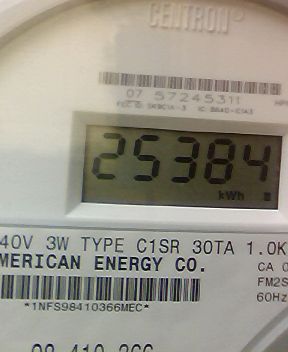 CENTRON®
07 57245311
25384
kWh
40V 3W TYPE C1SR 30TA 1.0K
MERICAN ENERGY CO.
CA 0
FM2S
60Hz
*1NFS98410366MEC*